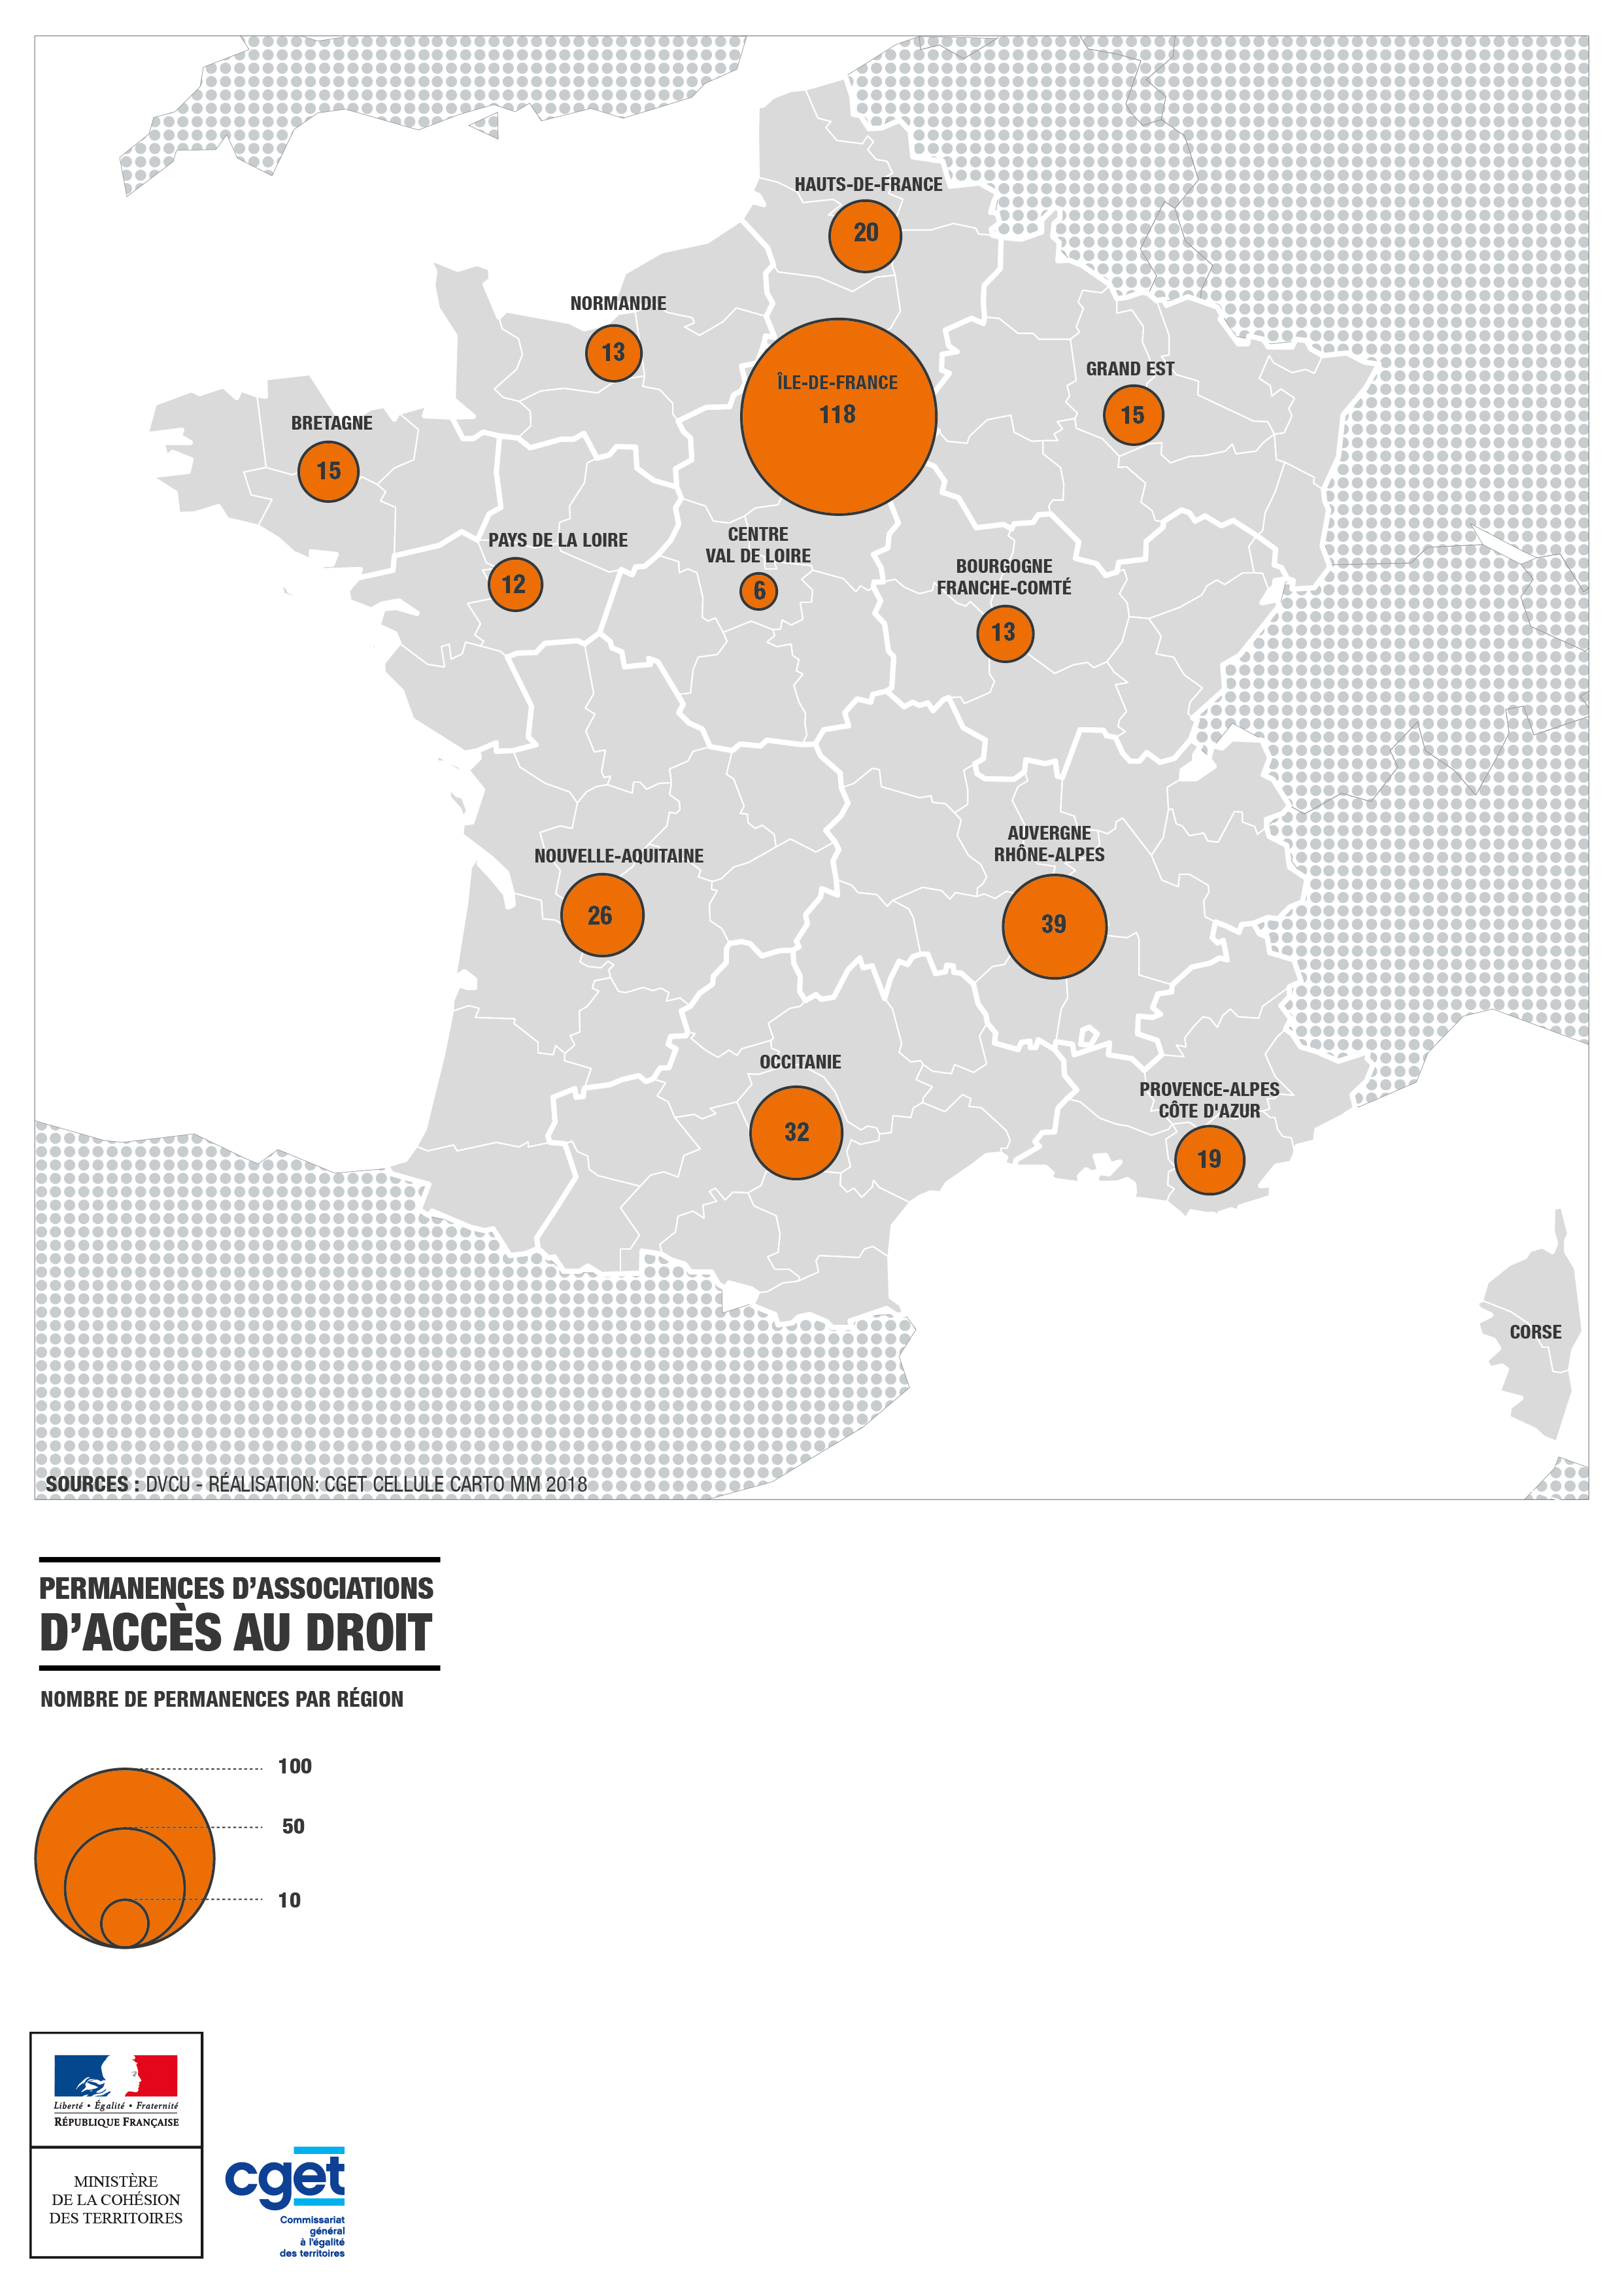 HAUTS-DE-FRANCE
20
NORMANDIE
13
ÎLE-DE-FRANCE
118
GRAND EST
15
BRETAGNE
15
PAYS DE LA LOIRE
12
CENTRE
VAL DE LOIRE
6
BOURGOGNE
FRANCHE-COMTÉ
13
NOUVELLE-AQUITAINE
26
AUVERGNE
RHÔNE-ALPES
39
OCCITANIE
32
PROVENCE-ALPES
CÔTE D'AZUR
19
CORSE
SOURCES : DVCU - RÉALISATION: CGET CELLULE CARTO MM 2018
PERMANENCES D’ASSOCIATIONS
D’ACCÈS AU DROIT
NOMBRE DE PERMANENCES PAR RÉGION
100
50
10
Liberté • Égalité • Fraternité
RÉPUBLIQUE FRANÇAISE
MINISTÈRE
DE LA COHÉSION
DES TERRITOIRES
cget
Commissariat
général
à l'égalité
des territoires